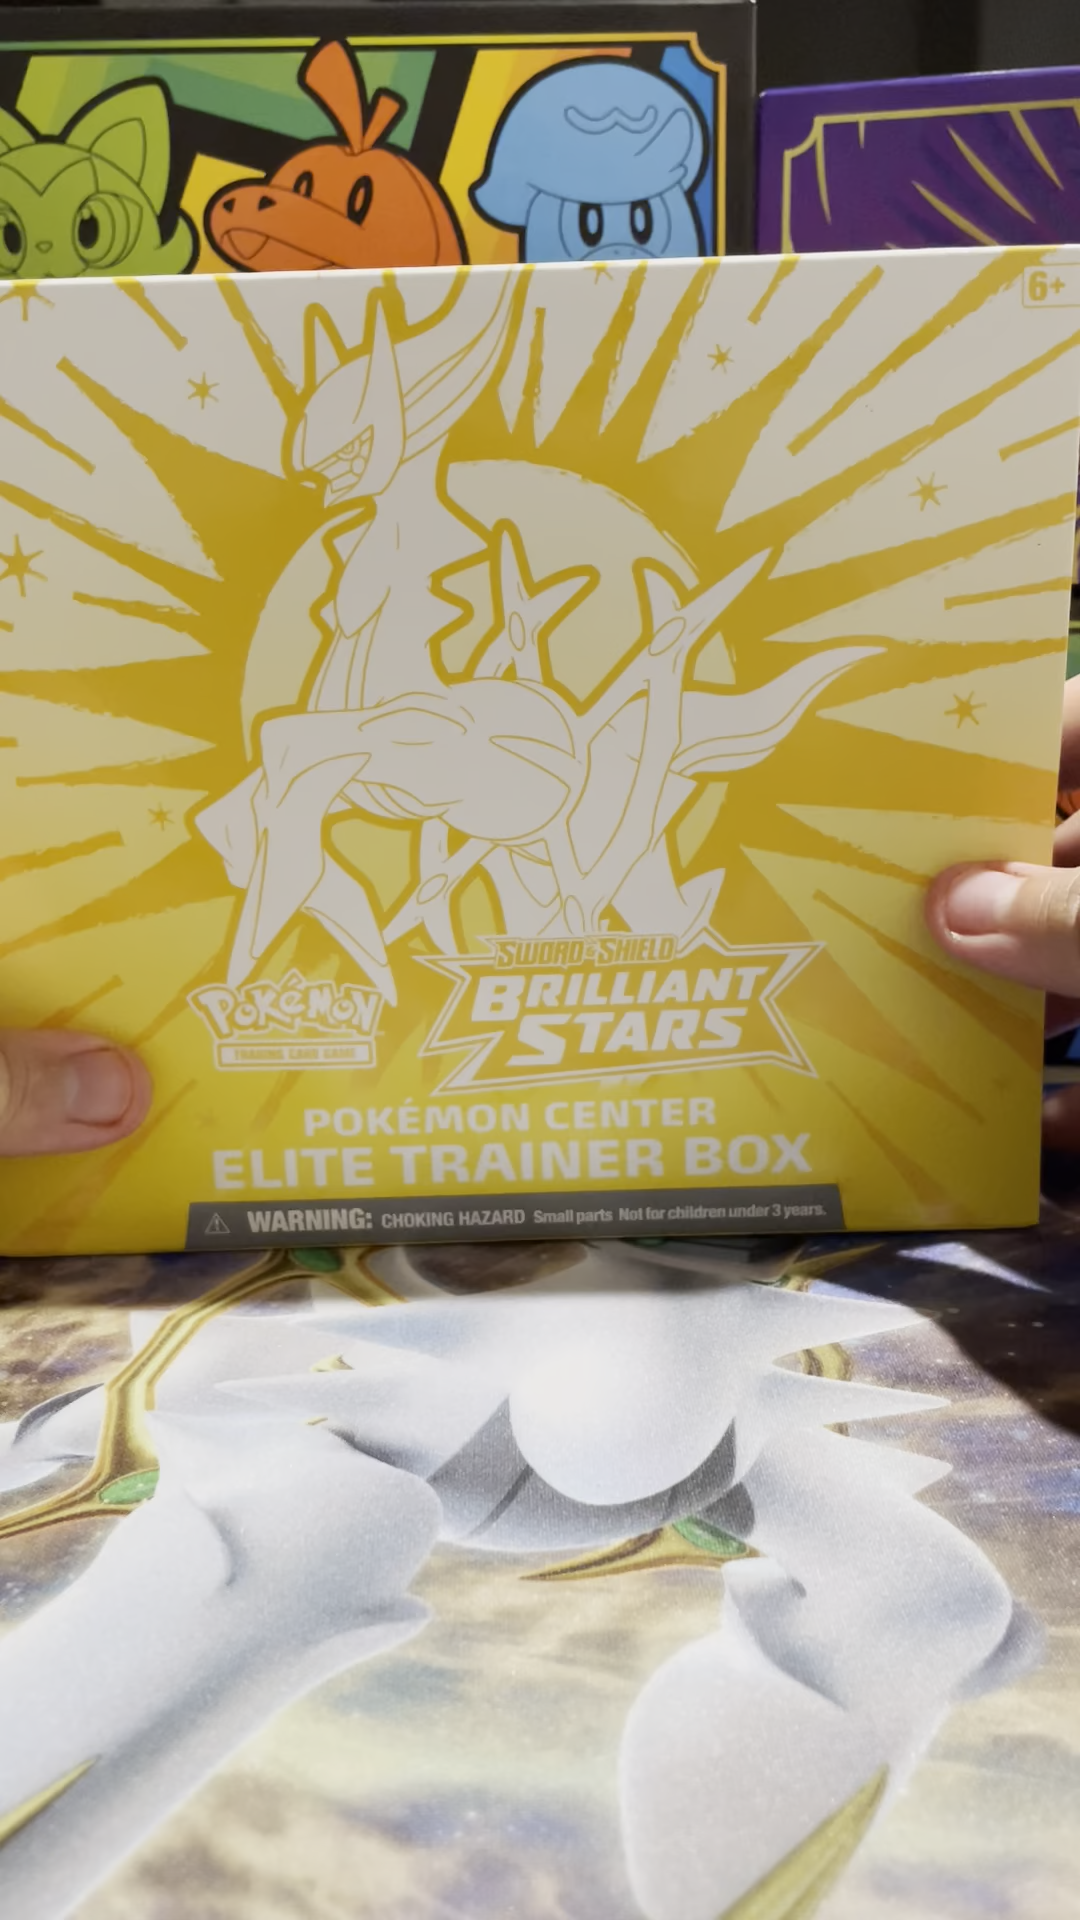 6+
SWORD & SHIELD
BRILLIANT
STARS
Pokémon
TRADING CARD GAME
POKÉMON CENTER
ELITE TRAINER BOX
WARNING: CHOKING HAZARD Small parts Not for children under 3 years.